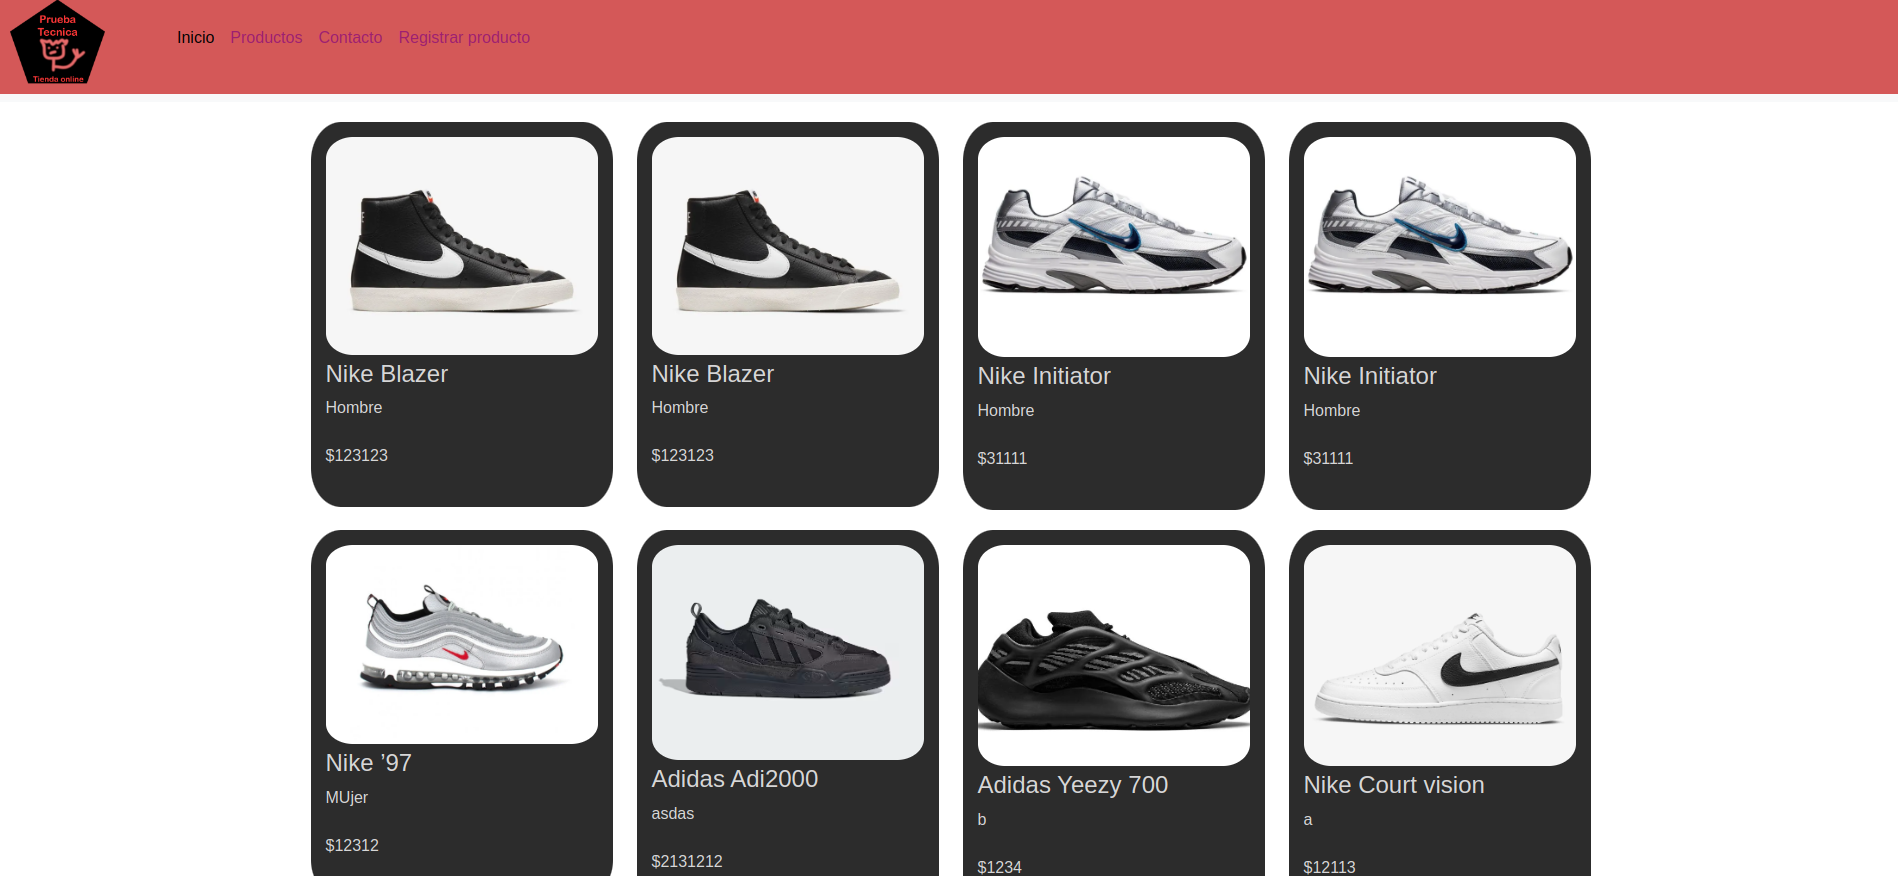 Prueba
Tecnica
Tienda online
Inicio Productos Contacto Registrar producto
Nike Blazer
Hombre
$123123
Nike Blazer
Hombre
$123123
Nike Initiator
Hombre
$31111
Nike Initiator
Hombre
$31111
Nike ’97
MUjer
$12312
Adidas Adi2000
asdas
$2131212
Adidas Yeezy 700
b
$1234
Nike Court vision
a
$12113